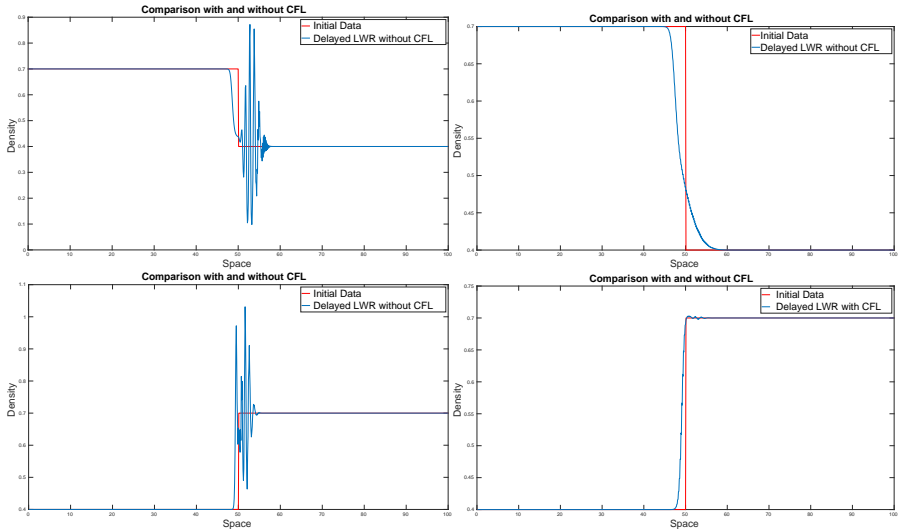 Comparison with and without CFL
Initial Data
Delayed LWR without CFL
Density
0.9
0.8
0.7
0.6
0.5
0.4
0.3
0.2
0.1
0
0 10 20 30 40 50 60 70 80 90 100
Space
Comparison with and without CFL
Initial Data
Delayed LWR without CFL
Density
0.7
0.6
0.5
0.45
0.4
0 10 20 30 40 50 60 70 80 90 100
Space
Comparison with and without CFL
Initial Data
Delayed LWR without CFL
Density
1.1
1
0.9
0.8
0.7
0.6
0.5
0.4
0 10 20 30 40 50 60 70 80 90 100
Space
Comparison with and without CFL
Initial Data
Delayed LWR with CFL
Density
0.75
0.7
0.65
0.6
0.55
0.5
0.45
0.4
0 10 20 30 40 50 60 70 80 90 100
Space